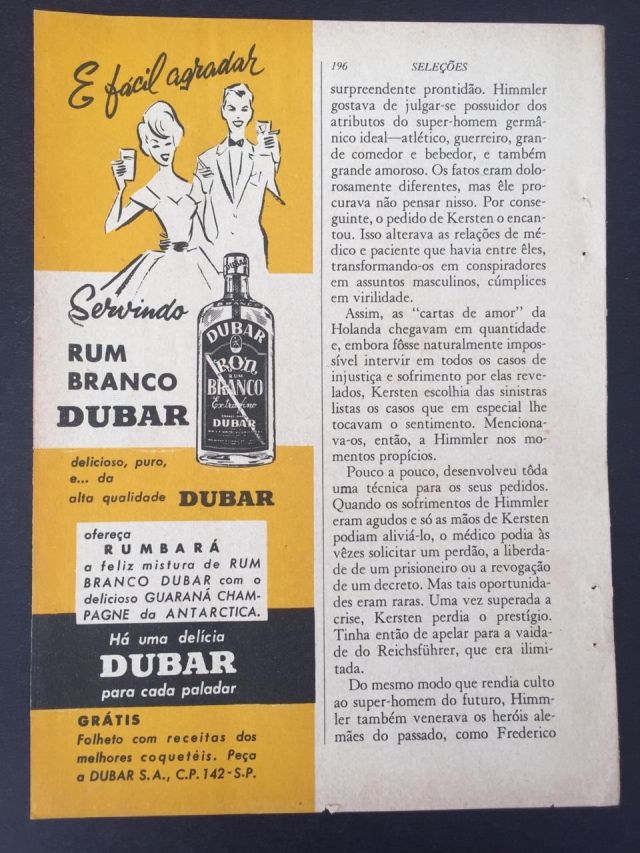 E fácil agradar
Servindo
DUBAR
RON
RUM
BRANCO
Extrafino
DUBAR
RUM
BRANCO
DUBAR
delicioso, puro,
e... da
alta qualidade DUBAR
ofereça
RUMBARÁ
a feliz mistura de RUM
BRANCO DUBAR com o
delicioso GUARANÁ CHAM-
PAGNE da ANTARCTICA.
Há uma delícia
DUBAR
para cada paladar
GRÁTIS
Folheto com receitas dos
melhores coquetéis. Peça
a DUBAR S.A., C.P. 142-S.P.
196 SELEÇÕES
surpreendente prontidão. Himmler
gostava de julgar-se possuidor dos
atributos do super-homem germâ-
nico ideal—atlético, guerreiro, gran-
de comedor e bebedor, e também
grande amoroso. Os fatos eram dolo-
rosamente diferentes, mas êle pro-
curava não pensar nisso. Por conse-
guinte, o pedido de Kersten o encan-
tou. Isso alterava as relações de mé-
dico e paciente que havia entre êles,
transformando-os em conspiradores
em assuntos masculinos, cúmplices
em virilidade.
Assim, as “cartas de amor” da
Holanda chegavam em quantidade
e, embora fôsse naturalmente impos-
sível intervir em todos os casos de
injustiça e sofrimento por elas reve-
lados, Kersten escolhia das sinistras
listas os casos que em especial lhe
tocavam o sentimento. Menciona-
va-os, então, a Himmler nos mo-
mentos propícios.
Pouco a pouco, desenvolveu tôda
uma técnica para os seus pedidos.
Quando os sofrimentos de Himmler
eram agudos e só as mãos de Kersten
podiam aliviá-lo, o médico podia às
vêzes solicitar um perdão, a liberda-
de de um prisioneiro ou a revogação
de um decreto. Mas tais oportunida-
des eram raras. Uma vez superada a
crise, Kersten perdia o prestígio.
Tinha então de apelar para a vaida-
de do Reichsführer, que era ilimi-
tada.
Do mesmo modo que rendia culto
ao super-homem do futuro, Himm-
ler também venerava os heróis ale-
mães do passado, como Frederico